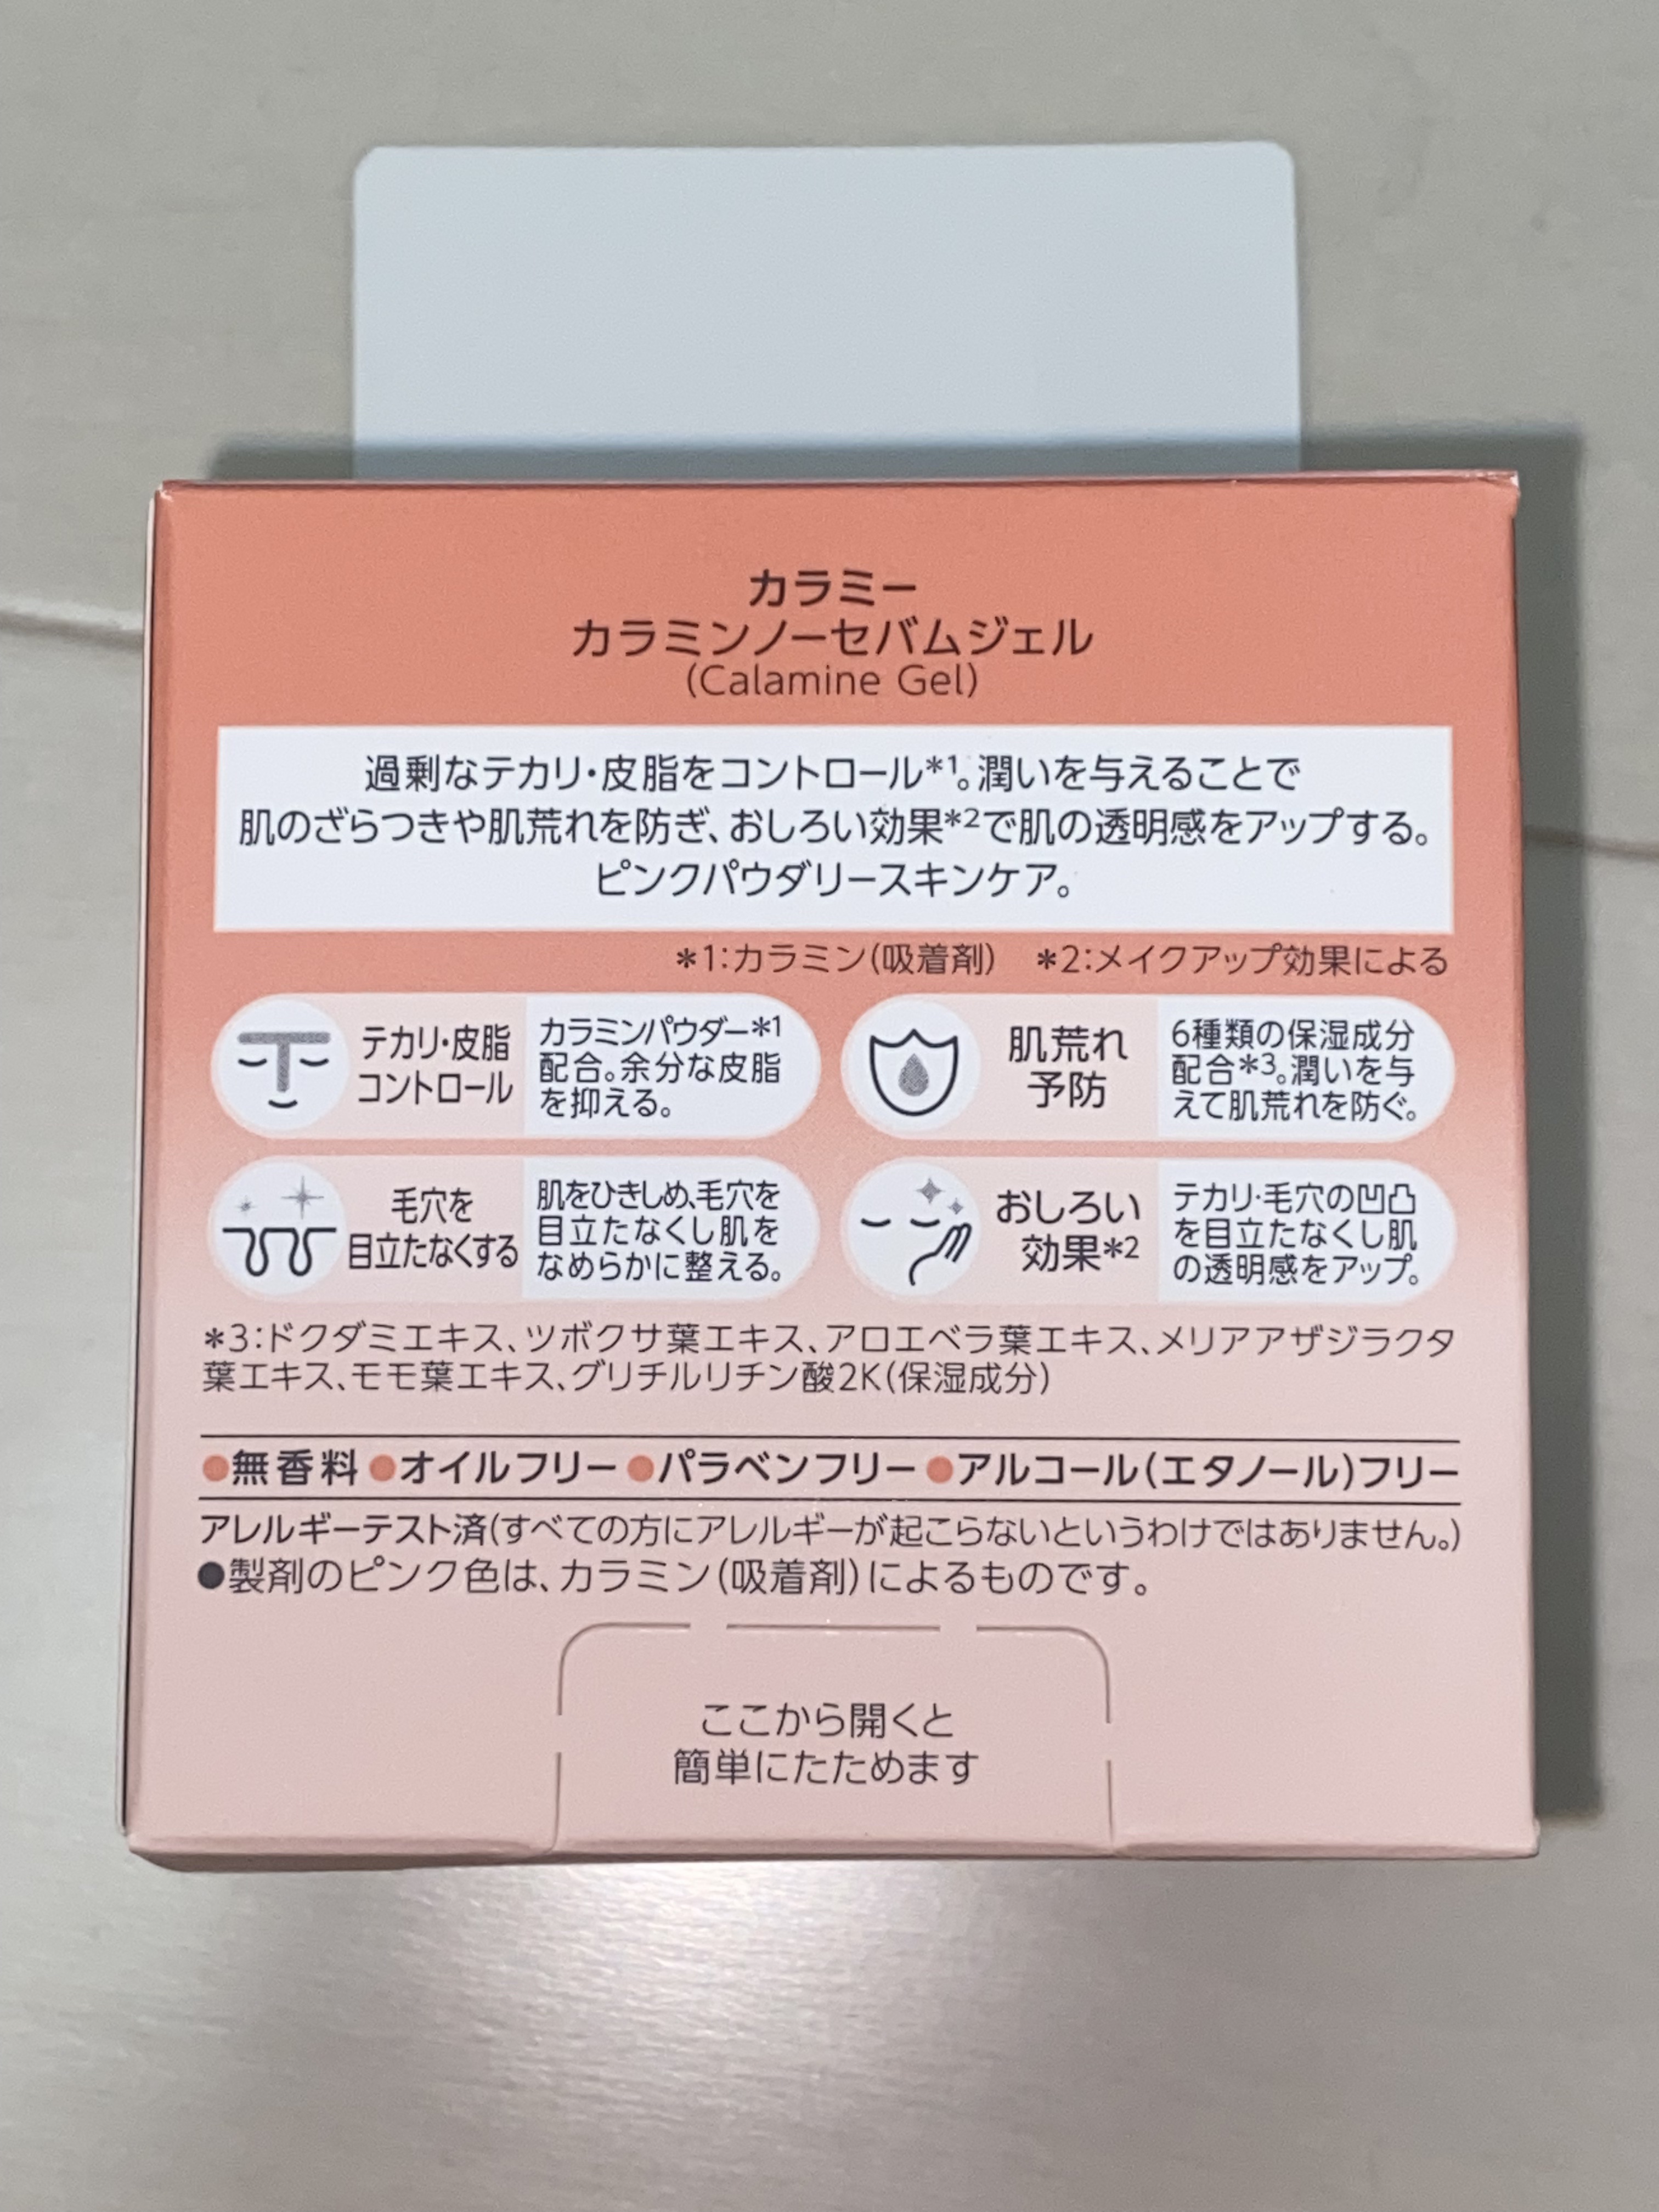 カラミー
カラミンノーセバムジェル
(Calamine Gel)
過剰なテカリ・皮脂をコントロール*1。潤いを与えることで
肌のざらつきや肌荒れを防ぎ、おしろい効果*2で肌の透明感をアップする。
ピンクパウダリースキンケア。
*1:カラミン(吸着剤) *2:メイクアップ効果による
テカリ・皮脂
コントロール
カラミンパウダー*1
配合。余分な皮脂
を抑える。
肌荒れ
予防
6種類の保湿成分
配合*3。潤いを与
えて肌荒れを防ぐ。
毛穴を
目立たなくする
肌をひきしめ、毛穴を
目立たなくし肌を
なめらかに整える。
おしろい
効果*2
テカリ・毛穴の凹凸
を目立たなくし肌
の透明感をアップ。
*3:ドクダミエキス、ツボクサ葉エキス、アロエベラ葉エキス、メリアアザジラクタ
葉エキス、モモ葉エキス、グリチルリチン酸2K(保湿成分)
●無香料 ●オイルフリー ●パラベンフリー ●アルコール(エタノール)フリー
アレルギーテスト済(すべての方にアレルギーが起こらないというわけではありません。)
●製剤のピンク色は、カラミン(吸着剤)によるものです。
ここから開くと
簡単にたためます